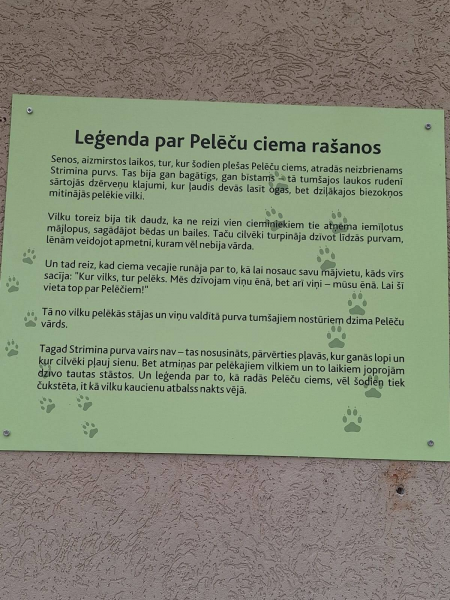 Leģenda par Pelēču ciema rašanos
Senos, aizmirstos laikos, tur, kur šodien plešas Pelēču ciems, atradās neizbrienams
Strimina purvs. Tas bija gan bagātīgs, gan bīstams – tā tumšajos laukos rudenī
sārtojās dzērveņu klajumi, kur ļaudis devās lasīt ogas, bet dziļākajos biezokņos
mitinājās pelēkie vilki.
Vilku toreiz bija tik daudz, ka ne reizi vien ciemiņiekiem tie atņēma iemīļotus
mājlopus, sagādājot bēdas un bailes. Taču cilvēki turpināja dzīvot līdzās purvam,
lēnām veidojot apmetni, kuram vēl nebija vārda.
Un tad reiz, kad ciema vecajie runāja par to, kā lai nosauc savu mājvietu, kāds vīrs
sacīja: "Kur vilks, tur pelēks. Mēs dzīvojam viņu ēnā, bet arī viņi – mūsu ēnā. Lai šī
vieta top par Pelēčiem!"
Tā no vilku pelēkās stājas un viņu valdītā purva tumšajiem nostūriem dzima Pelēču
vārds.
Tagad Strimina purva vairs nav – tas nosusināts, pārvērties pļavās, kur ganās lopi un
kur cilvēki pļauj sienu. Bet atmiņas par pelēkajiem vilkiem un to laikiem joprojām
dzīvo tautas stāstos. Un leģenda par to, kā radās Pelēču ciems, vēl šodien tiek
čukstēta, it kā vilku kaucienu atbalss nakts vējā.